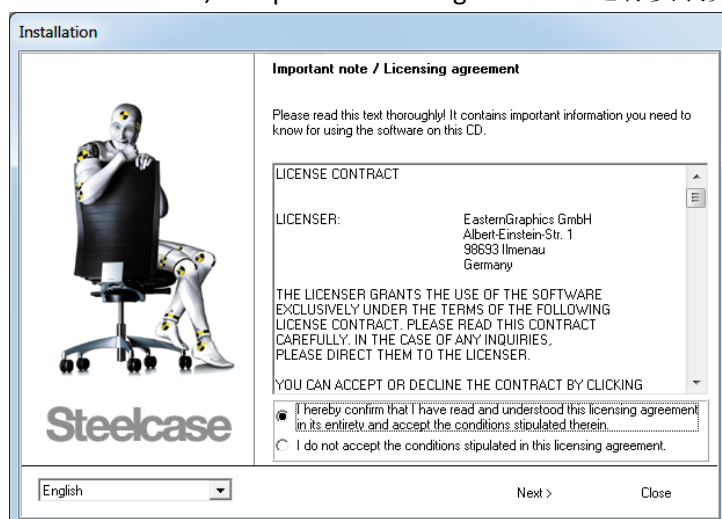 Installation
Important note / Licensing agreement
Please read this text thoroughly! It contains important information you need to
know for using the software on this CD.
LICENSE CONTRACT
LICENSER: EasternGraphics GmbH
Albert-Einstein-Str. 1
98693 Ilmenau
Germany
THE LICENSER GRANTS THE USE OF THE SOFTWARE
EXCLUSIVELY UNDER THE TERMS OF THE FOLLOWING
LICENSE CONTRACT. PLEASE READ THIS CONTRACT
CAREFULLY. IN THE CASE OF ANY INQUIRIES,
PLEASE DIRECT THEM TO THE LICENSER.
YOU CAN ACCEPT OR DECLINE THE CONTRACT BY CLICKING
I hereby confirm that I have read and understood this licensing agreement
in its entirety and accept the conditions stipulated therein.
I do not accept the conditions stipulated in this licensing agreement.
Steelcase
English
Next >
Close